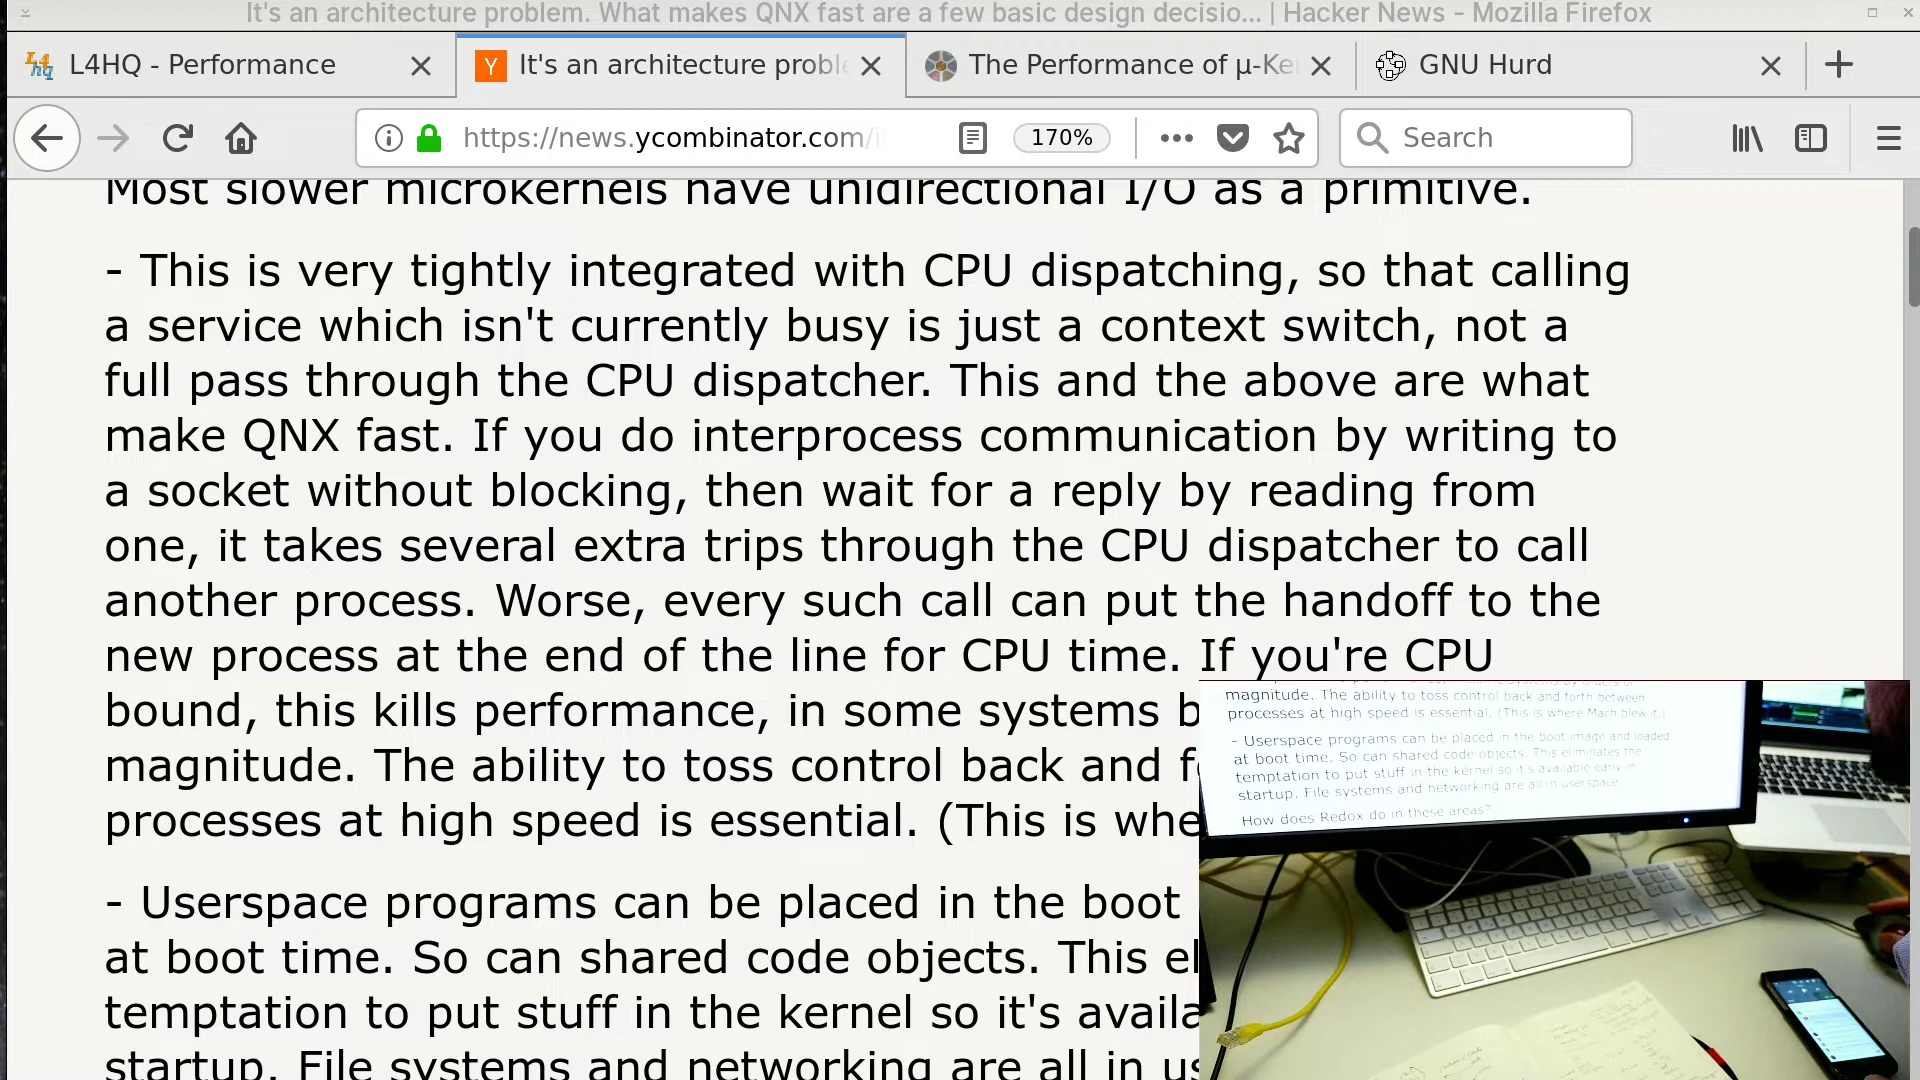 It's an architecture problem. What makes QNX fast are a few basic design decisio... | Hacker News - Mozilla Firefox
L4HQ - Performance
It's an architecture proble
The Performance of µ-Ke
GNU Hurd
https://news.ycombinator.com/i
170%
Search
Most slower microkernels have unidirectional I/O as a primitive.
- This is very tightly integrated with CPU dispatching, so that calling
a service which isn't currently busy is just a context switch, not a
full pass through the CPU dispatcher. This and the above are what
make QNX fast. If you do interprocess communication by writing to
a socket without blocking, then wait for a reply by reading from
one, it takes several extra trips through the CPU dispatcher to call
another process. Worse, every such call can put the handoff to the
new process at the end of the line for CPU time. If you're CPU
bound, this kills performance, in some systems b
magnitude. The ability to toss control back and f
processes at high speed is essential. (This is whe
- Userspace programs can be placed in the boot
at boot time. So can shared code objects. This el
temptation to put stuff in the kernel so it's availa
startup. File systems and networking are all in us
magnitude. The ability to toss control back and forth between
processes at high speed is essential. (This is where Mach blew it.)
- Userspace programs can be placed in the boot image and loaded
at boot time. So can shared code objects. This eliminates the
temptation to put stuff in the kernel so it's available early in
startup. File systems and networking are all in userspace.
How does Redox do in these areas?